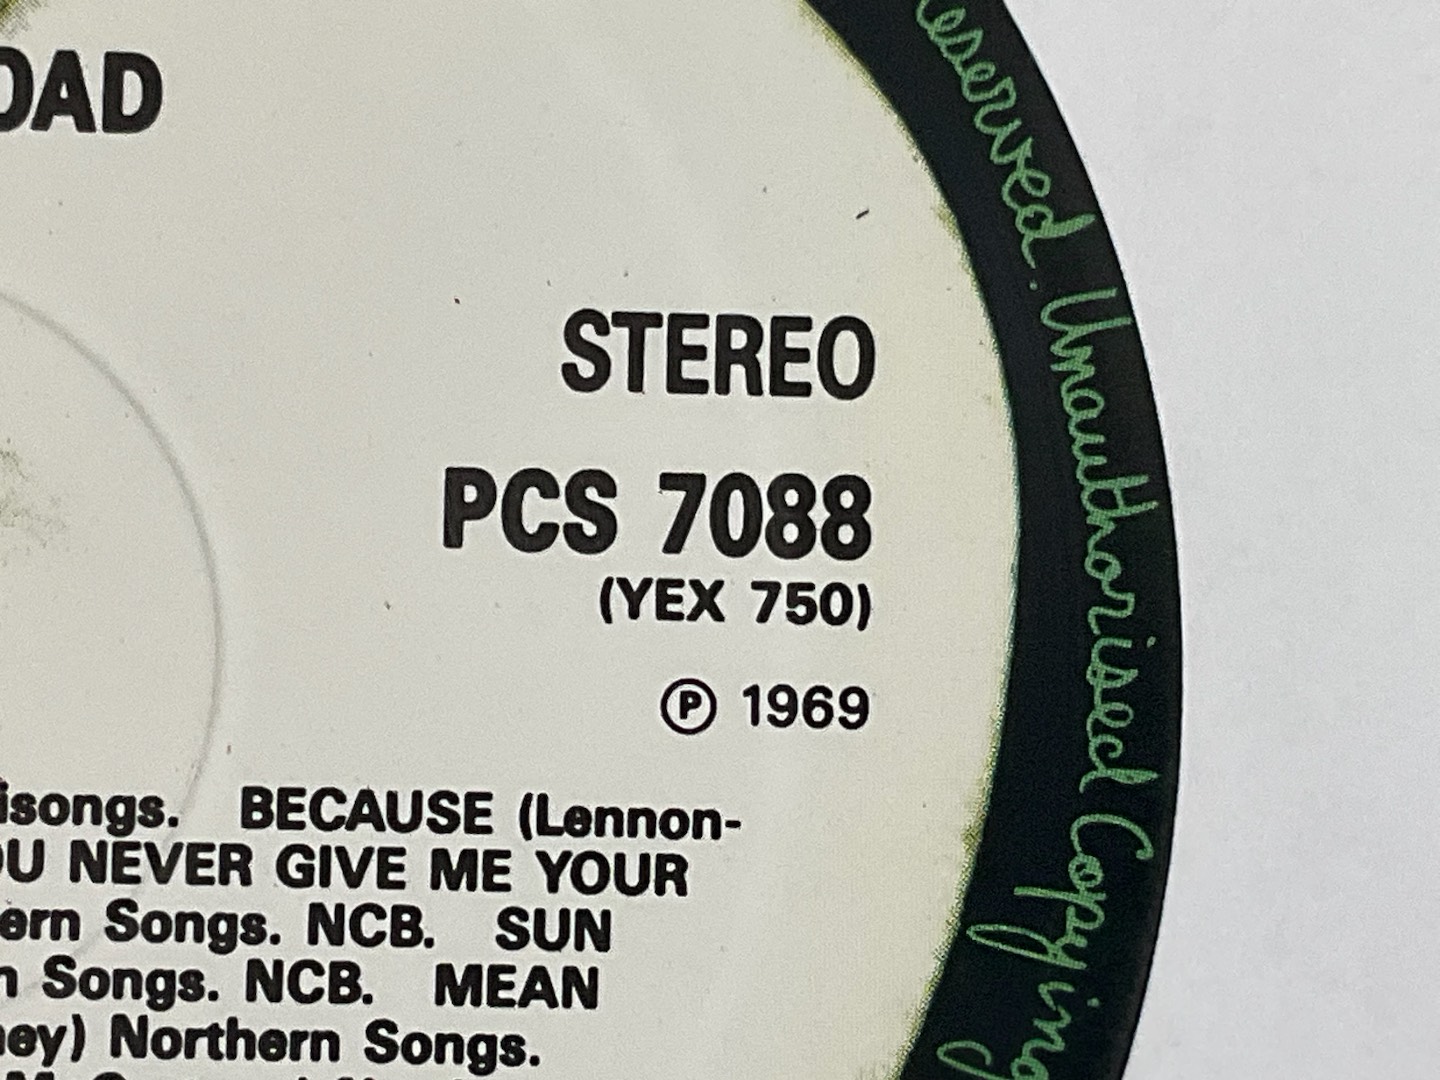 OAD
STEREO
PCS 7088
(YEX 750)
℗ 1969
isongs. BECAUSE (Lennon-
OU NEVER GIVE ME YOUR
ern Songs. NCB. SUN
n Songs. NCB. MEAN
ney) Northern Songs.
Reserved. Unauthorised Copying